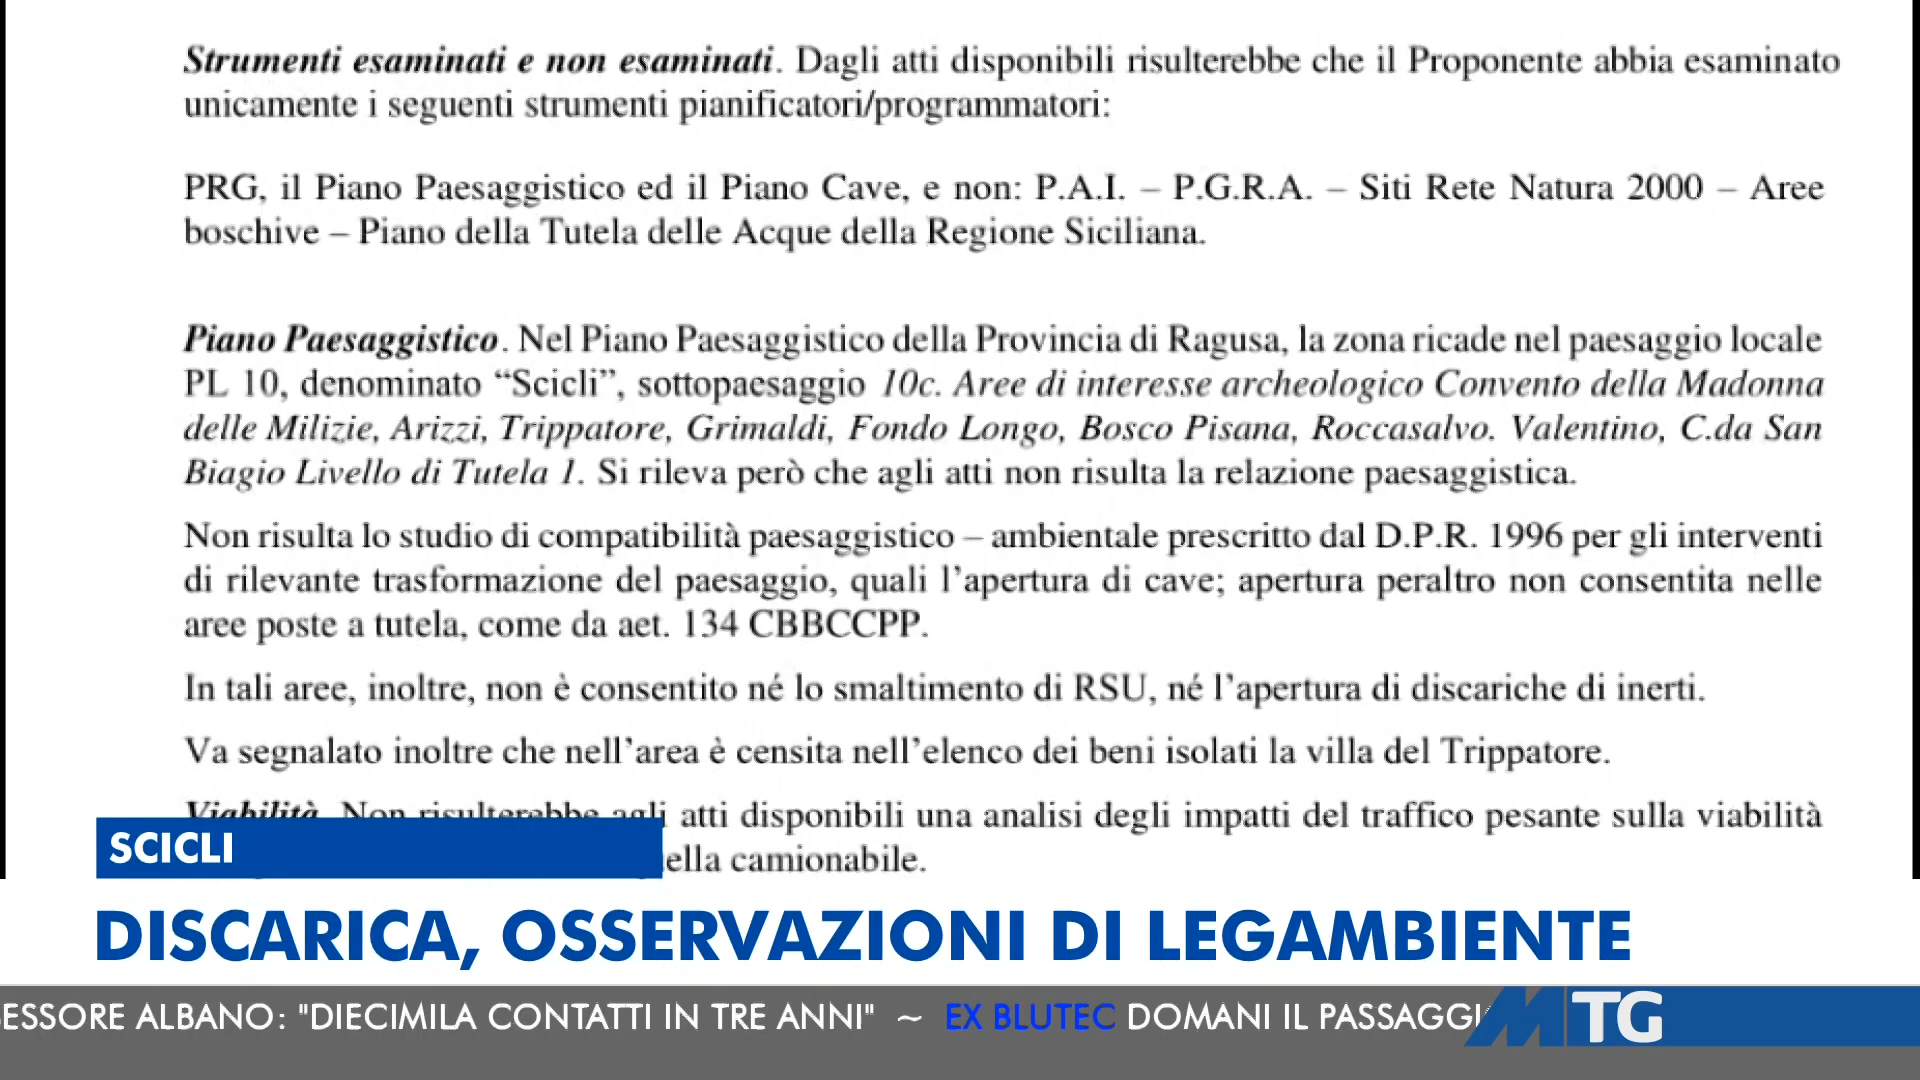 Strumenti esaminati e non esaminati. Dagli atti disponibili risulterebbe che il Proponente abbia esaminato
unicamente i seguenti strumenti pianificatori/programmatori:
PRG, il Piano Paesaggistico ed il Piano Cave, e non: P.A.I. – P.G.R.A. – Siti Rete Natura 2000 – Aree
boschive – Piano della Tutela delle Acque della Regione Siciliana.
Piano Paesaggistico. Nel Piano Paesaggistico della Provincia di Ragusa, la zona ricade nel paesaggio locale
PL 10, denominato “Scicli”, sottopaesaggio 10c. Aree di interesse archeologico Convento della Madonna
delle Milizie, Arizzi, Trippatore, Grimaldi, Fondo Longo, Bosco Pisana, Roccasalvo. Valentino, C.da San
Biagio Livello di Tutela 1. Si rileva però che agli atti non risulta la relazione paesaggistica.
Non risulta lo studio di compatibilità paesaggistico – ambientale prescritto dal D.P.R. 1996 per gli interventi
di rilevante trasformazione del paesaggio, quali l’apertura di cave; apertura peraltro non consentita nelle
aree poste a tutela, come da aet. 134 CBBCCPP.
In tali aree, inoltre, non è consentito né lo smaltimento di RSU, né l’apertura di discariche di inerti.
Va segnalato inoltre che nell’area è censita nell’elenco dei beni isolati la villa del Trippatore.
Viabilità. Non risulterebbe agli atti disponibili una analisi degli impatti del traffico pesante sulla viabilità
ella camionabile.
SCICLI
DISCARICA, OSSERVAZIONI DI LEGAMBIENTE
ESSORE ALBANO: "DIECIMILA CONTATTI IN TRE ANNI" ~ EX BLUTEC DOMANI IL PASSAGGI
MTG